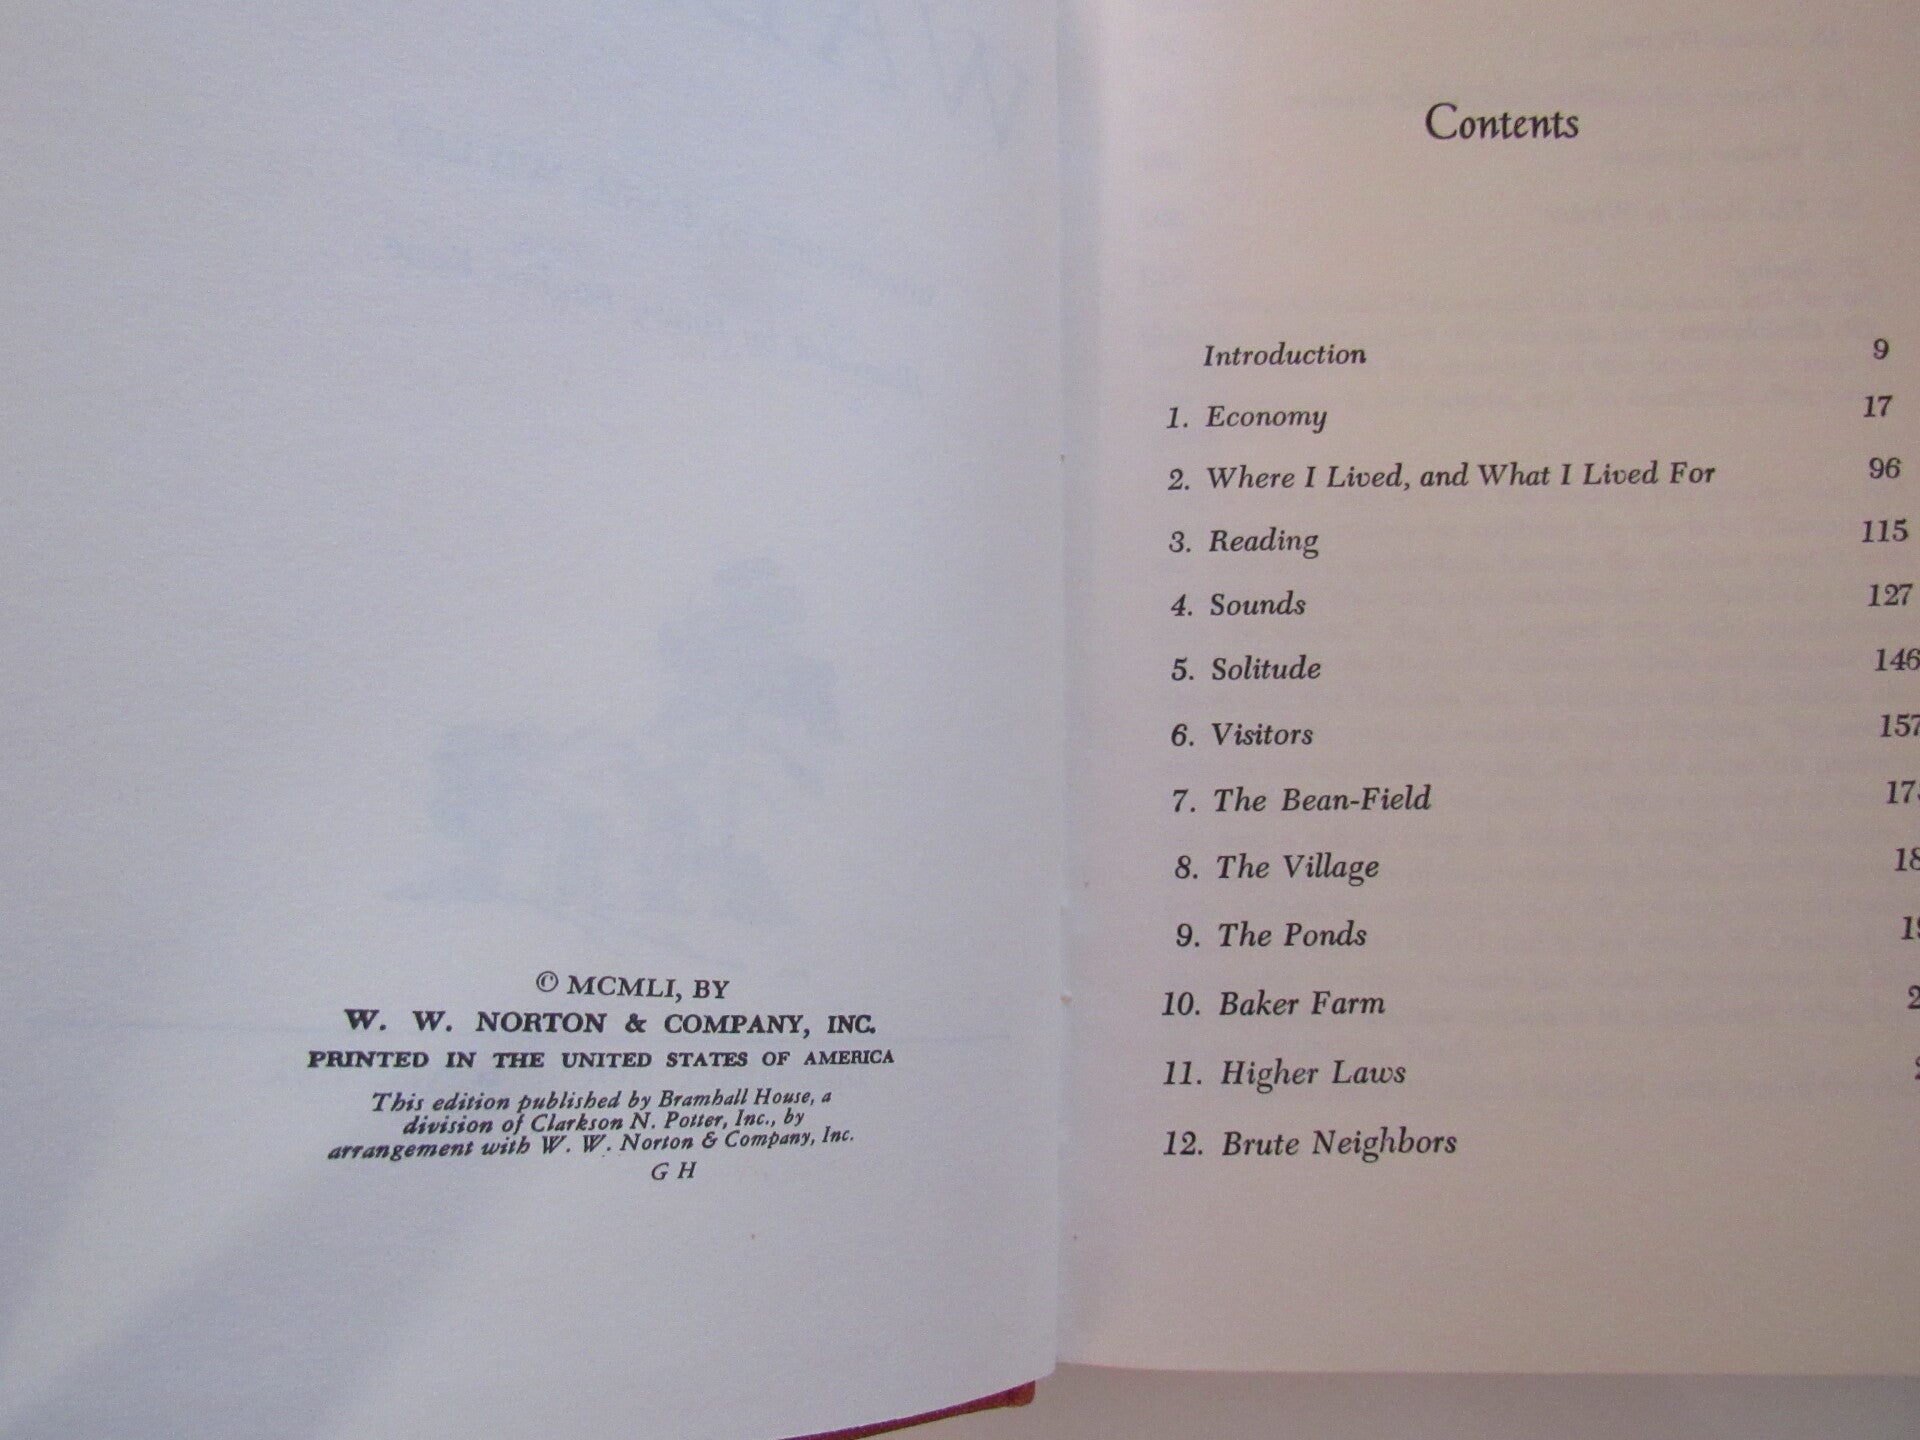 © MCMLI, BY
W. W. NORTON & COMPANY, INC.
PRINTED IN THE UNITED STATES OF AMERICA
This edition published by Bramhall House, a
division of Clarkson N. Potter, Inc., by
arrangement with W. W. Norton & Company, Inc.
G H
Contents
Introduction 9
1. Economy 17
2. Where I Lived, and What I Lived For 96
3. Reading 115
4. Sounds 127
5. Solitude 146
6. Visitors 157
7. The Bean-Field
8. The Village
9. The Ponds
10. Baker Farm
11. Higher Laws
12. Brute Neighbors